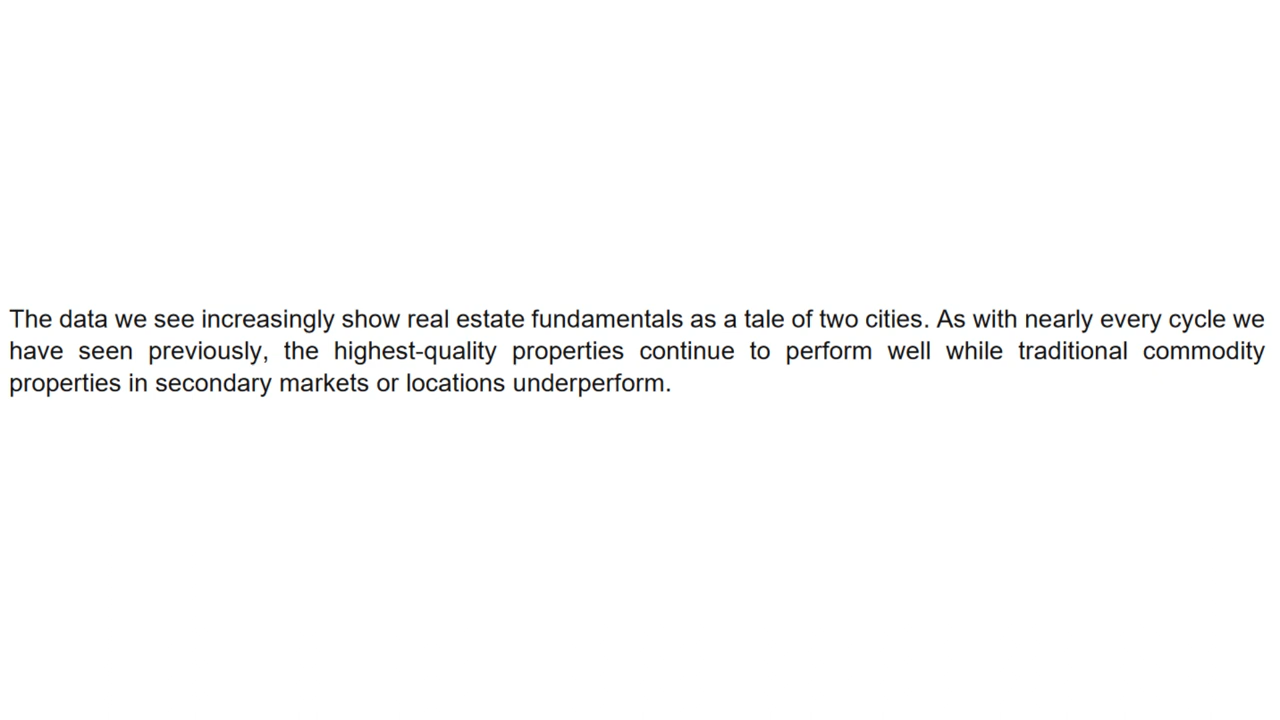 The data we see increasingly show real estate fundamentals as a tale of two cities. As with nearly every cycle we
have seen previously, the highest-quality properties continue to perform well while traditional commodity
properties in secondary markets or locations underperform.